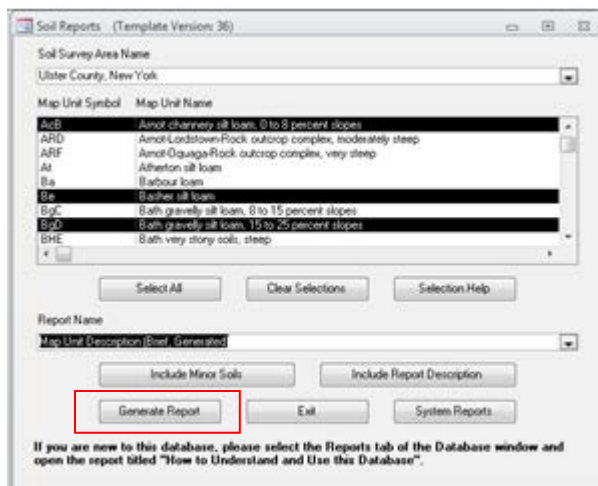 Soil Reports (Template Version: 36)
Soil Survey Area Name
Ulster County, New York
Map Unit Symbol Map Unit Name
AcB Arnot channery silt loam, 0 to 8 percent slopes
ARD Arnot-Lordstown-Rock outcrop complex, moderately steep
ARF Arnot-Oquaga-Rock outcrop complex, very steep
At Atherton silt loam
Ba Barbour loam
Be Basher silt loam
BgC Bath gravelly silt loam, 8 to 15 percent slopes
BgD Bath gravelly silt loam, 15 to 25 percent slopes
BHE Bath very stony soils, steep
Select All Clear Selections Selection Help
Report Name
Map Unit Description (Brief, Generated)
Include Minor Soils Include Report Description
Generate Report Exit System Reports
If you are new to this database, please select the Reports tab of the Database window and
open the report titled "How to Understand and Use this Database".